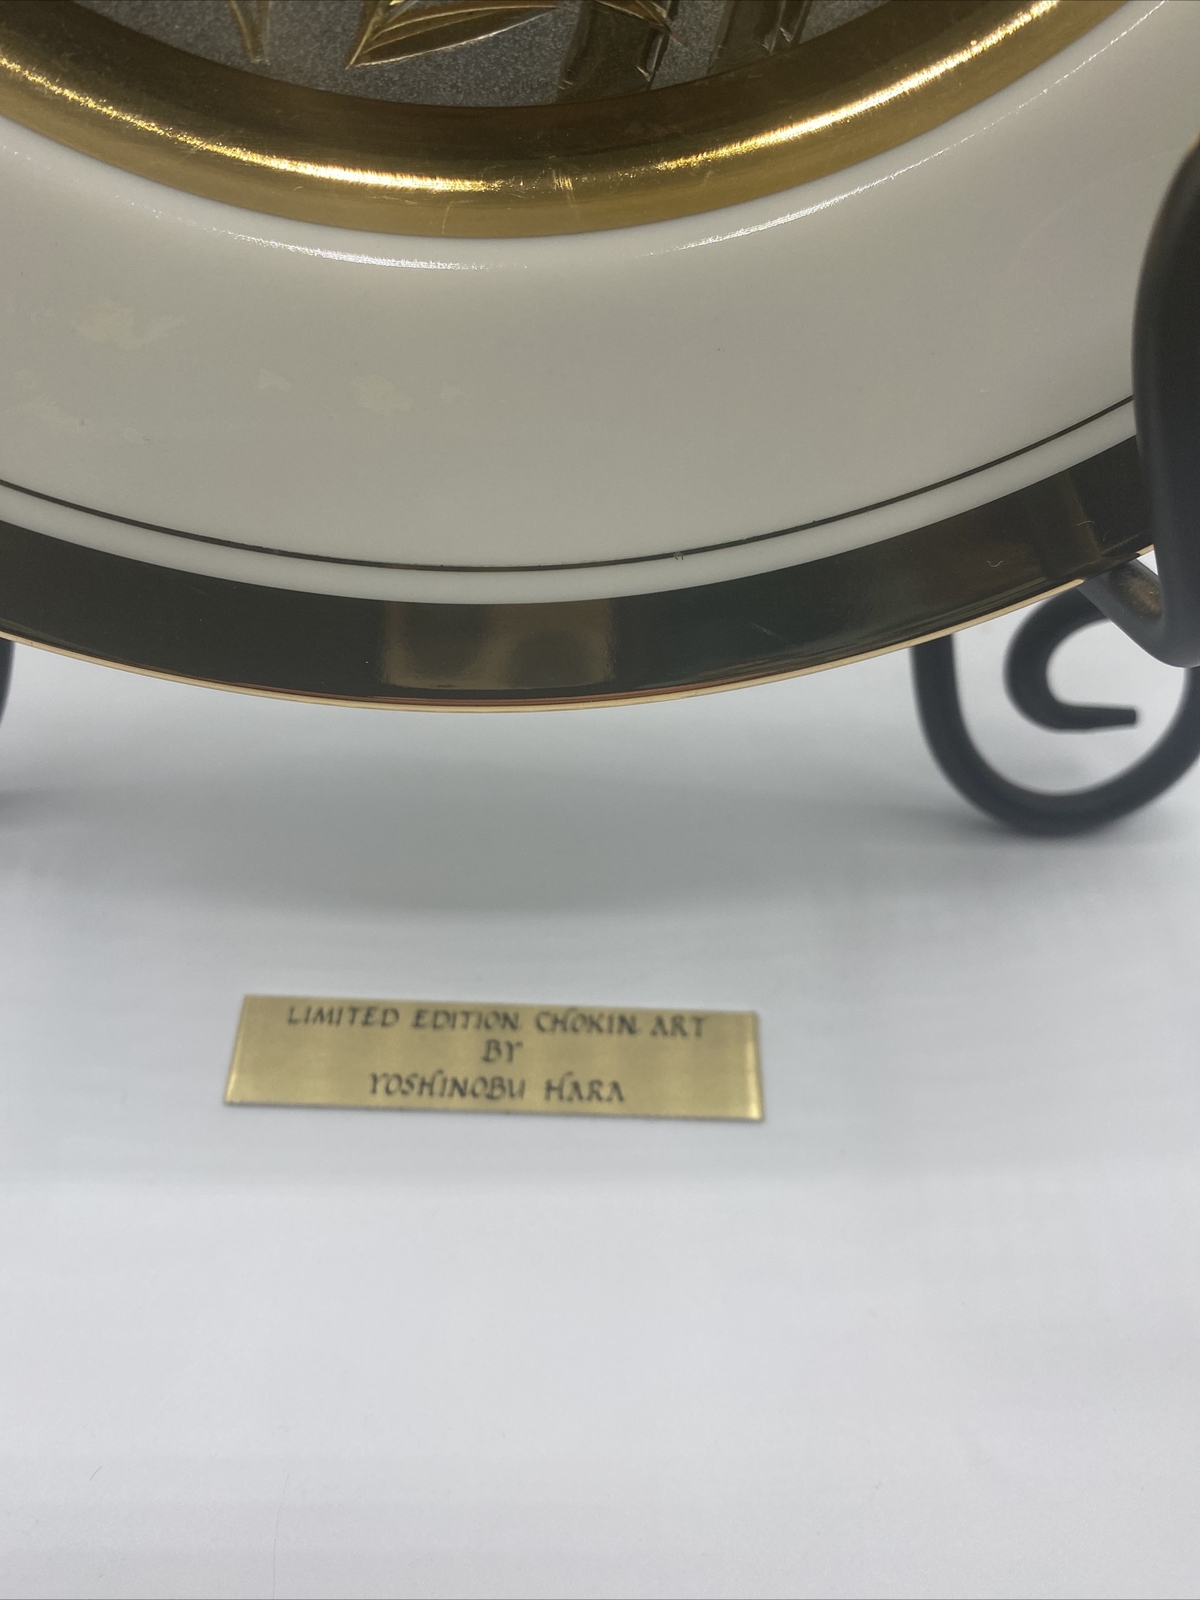 LIMITED EDITION CHOKIN ART
BY
YOSHINOBU HARA